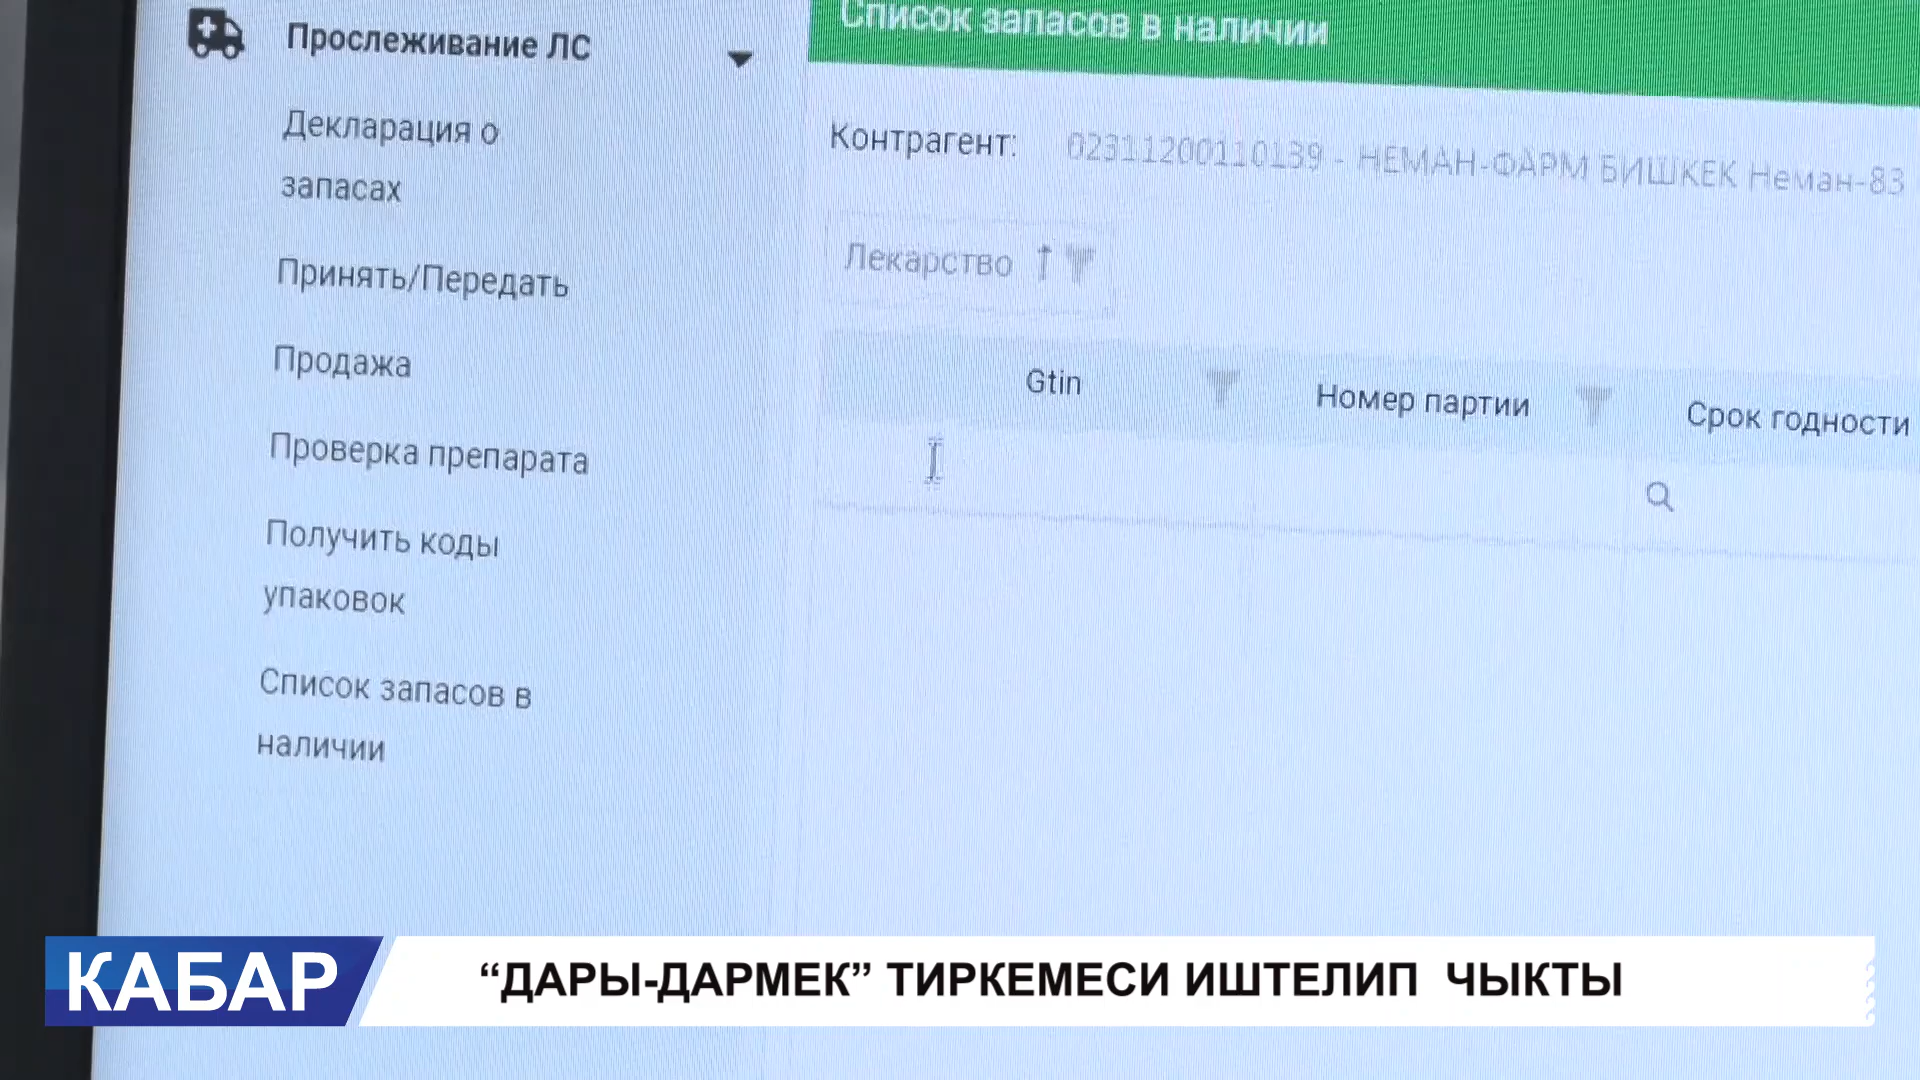 Прослеживание ЛС
Декларация о
запасах
Принять/Передать
Продажа
Проверка препарата
Получить коды
упаковок
Список запасов в
наличии
Список запасов в наличии
Контрагент: 02311200110139 - НЕМАН-ФАРМ БИШКЕК Неман-83
Лекарство
Gtin Номер партии Срок годности
КАБАР
“ДАРЫ-ДАРМЕК” ТИРКЕМЕСИ ИШТЕЛИП ЧЫКТЫ